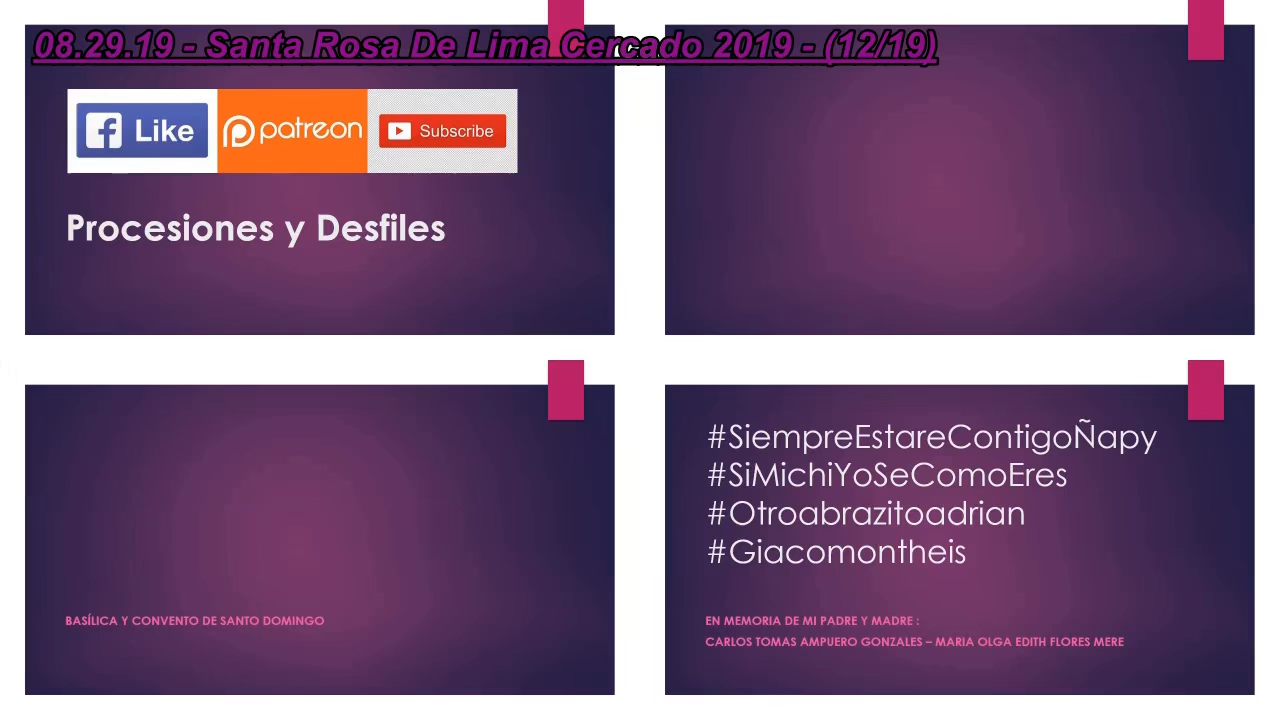 08.29.19 - Santa Rosa De Lima Cercado 2019 - (12/19)
f Like
patreon
Subscribe
Procesiones y Desfiles
BASÍLICA Y CONVENTO DE SANTO DOMINGO
#SiempreEstareContigoÑapy
#SiMichiYoSeComoEres
#Otroabrazitoadrian
#Giacomontheis
EN MEMORIA DE MI PADRE Y MADRE :
CARLOS TOMAS AMPUERO GONZALES – MARIA OLGA EDITH FLORES MERE